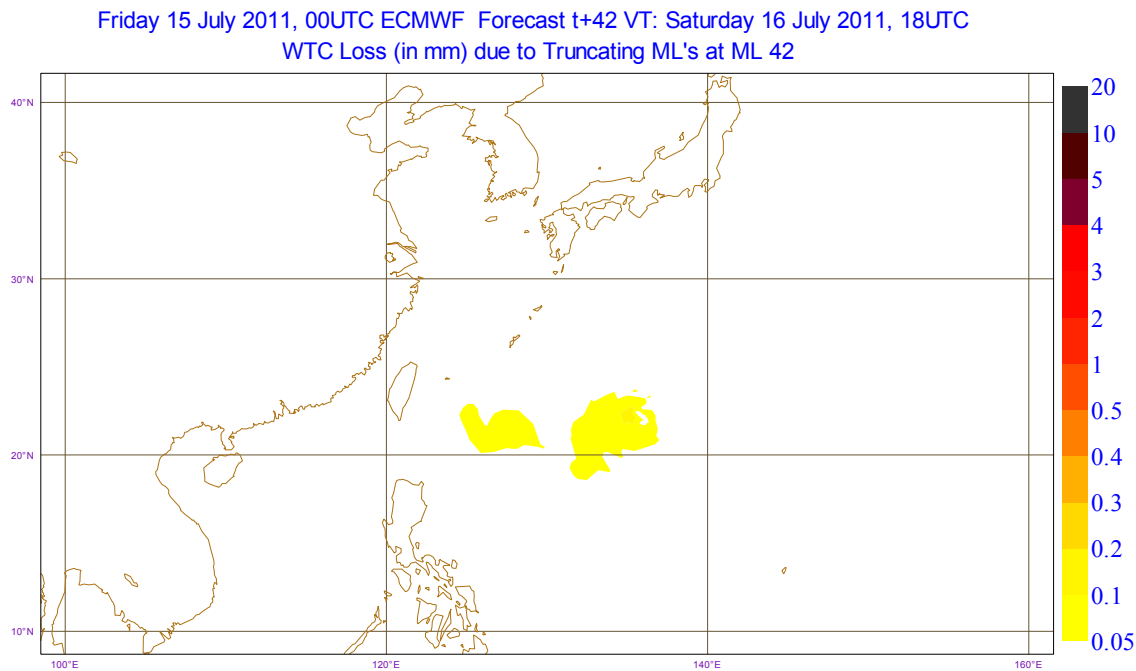 Friday 15 July 2011, 00UTC ECMWF  Forecast t+42 VT: Saturday 16 July 2011, 18UTC
WTC Loss (in mm) due to Truncating ML's at ML 42
20
40°N
10
5
4
30°N
3
2
1
0.5
20°N
0.4
0.3
0.2
0.1
10°N
0.05
100°E 120°E 140°E 160°E